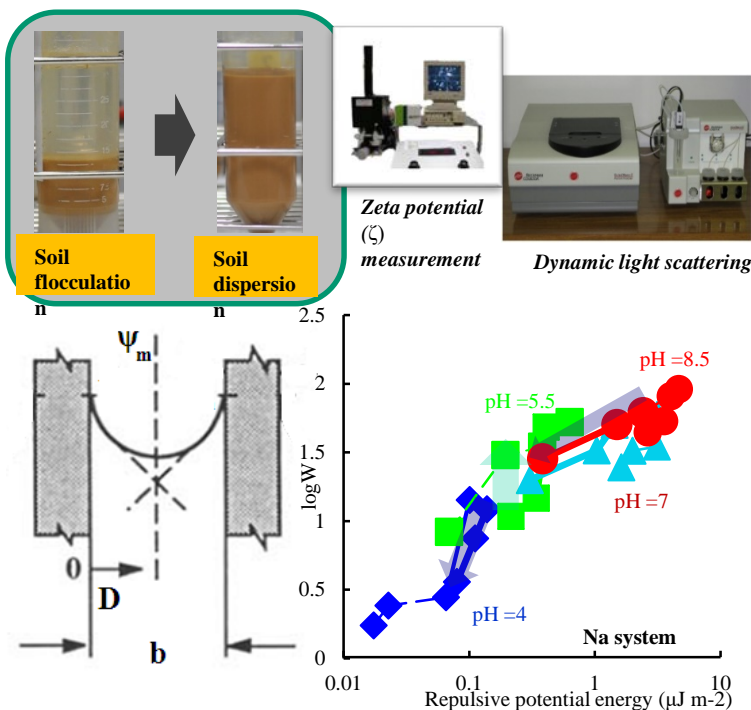 Soil
flocculatio
n
Soil
dispersio
n
Zeta potential
(ζ)
measurement
Dynamic light scattering
ψm
0
D
b
2.5
2
1.5
1
0.5
0
logW
pH =8.5
pH =5.5
pH =7
pH =4
Na system
0.01
0.1
1
10
Repulsive potential energy (μJ m-2)